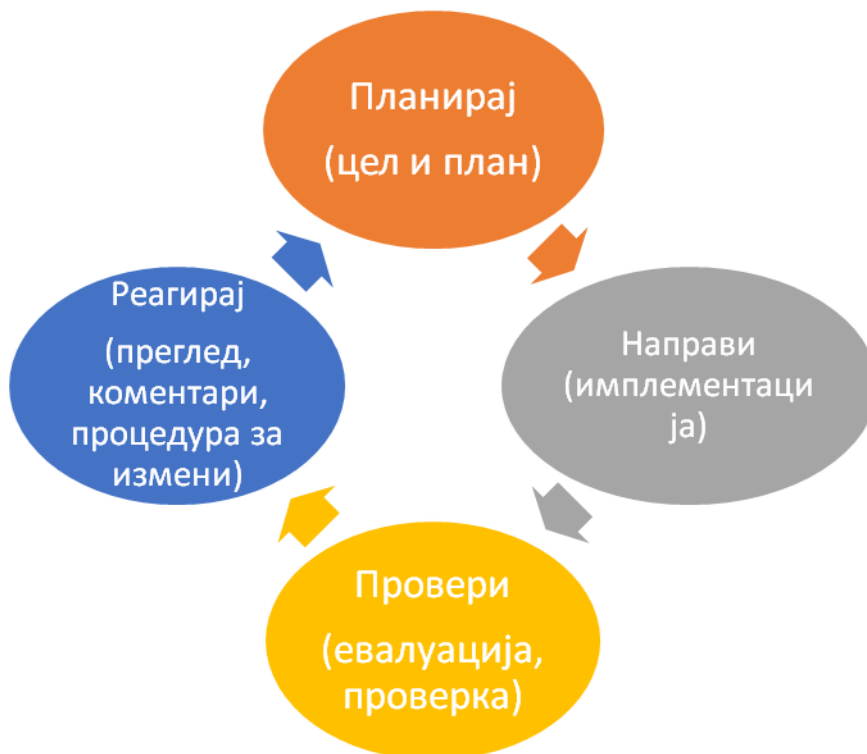 Планирај
(цел и план)
Направи
(имплементаци
ја)
Провери
(евалуација,
проверка)
Реагирај
(преглед,
коментари,
процедура за
измени)